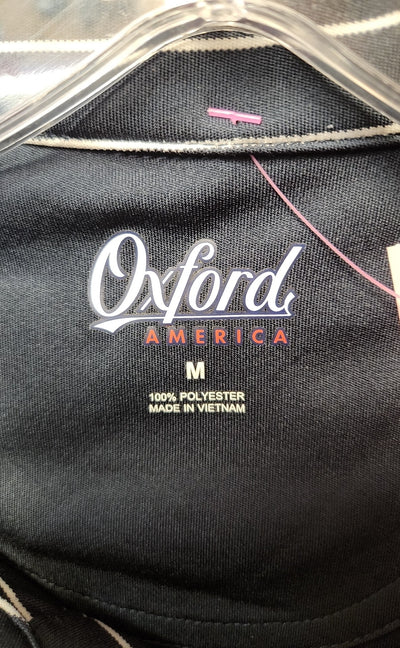 Oxford
AMERICA
M
100% POLYESTER
MADE IN VIETNAM